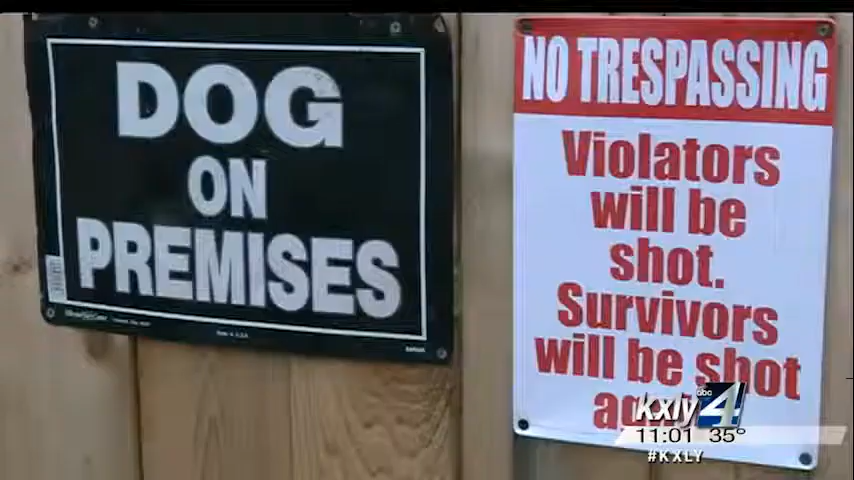 DOG
ON
PREMISES
NO TRESPASSING
Violators
will be
shot.
Survivors
will be shot
abc
kxly 4
11:01 35°
#KXLY